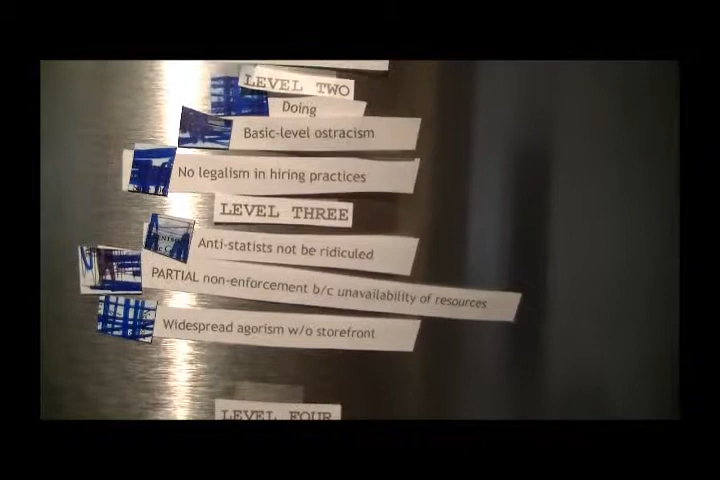 LEVEL TWO
Doing
Basic-level ostracism
No legalism in hiring practices
LEVEL THREE
Anti-statists not be ridiculed
PARTIAL non-enforcement b/c unavailability of resources
Widespread agorism w/o storefront
LEVEL FOUR